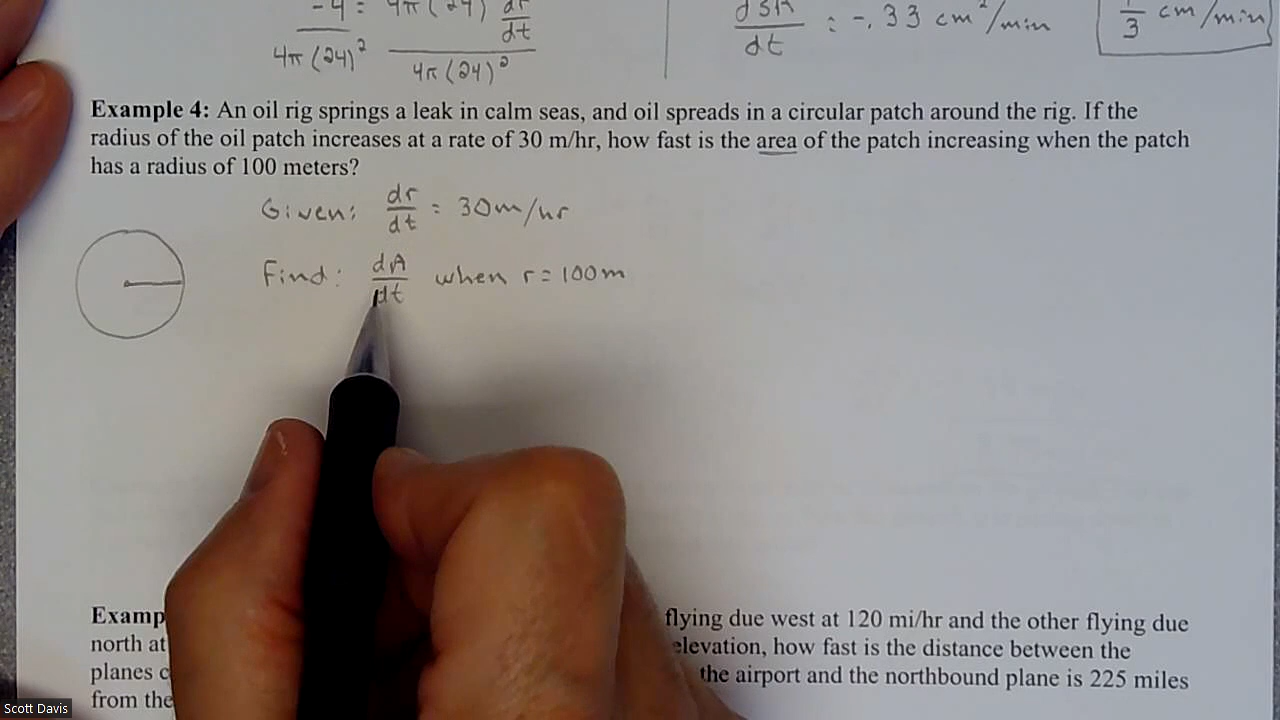 -4 = 4π(24) dr/dt
4π(24)² 4π(24)²
dSA/dt = -.33 cm²/min
1/3 cm/min
Example 4: An oil rig springs a leak in calm seas, and oil spreads in a circular patch around the rig. If the
radius of the oil patch increases at a rate of 30 m/hr, how fast is the area of the patch increasing when the patch
has a radius of 100 meters?
Given: dr/dt = 30m/hr
Find: dA/dt when r = 100m
flying due west at 120 mi/hr and the other flying due
north at elevation, how fast is the distance between the
planes the airport and the northbound plane is 225 miles
from the
Scott Davis